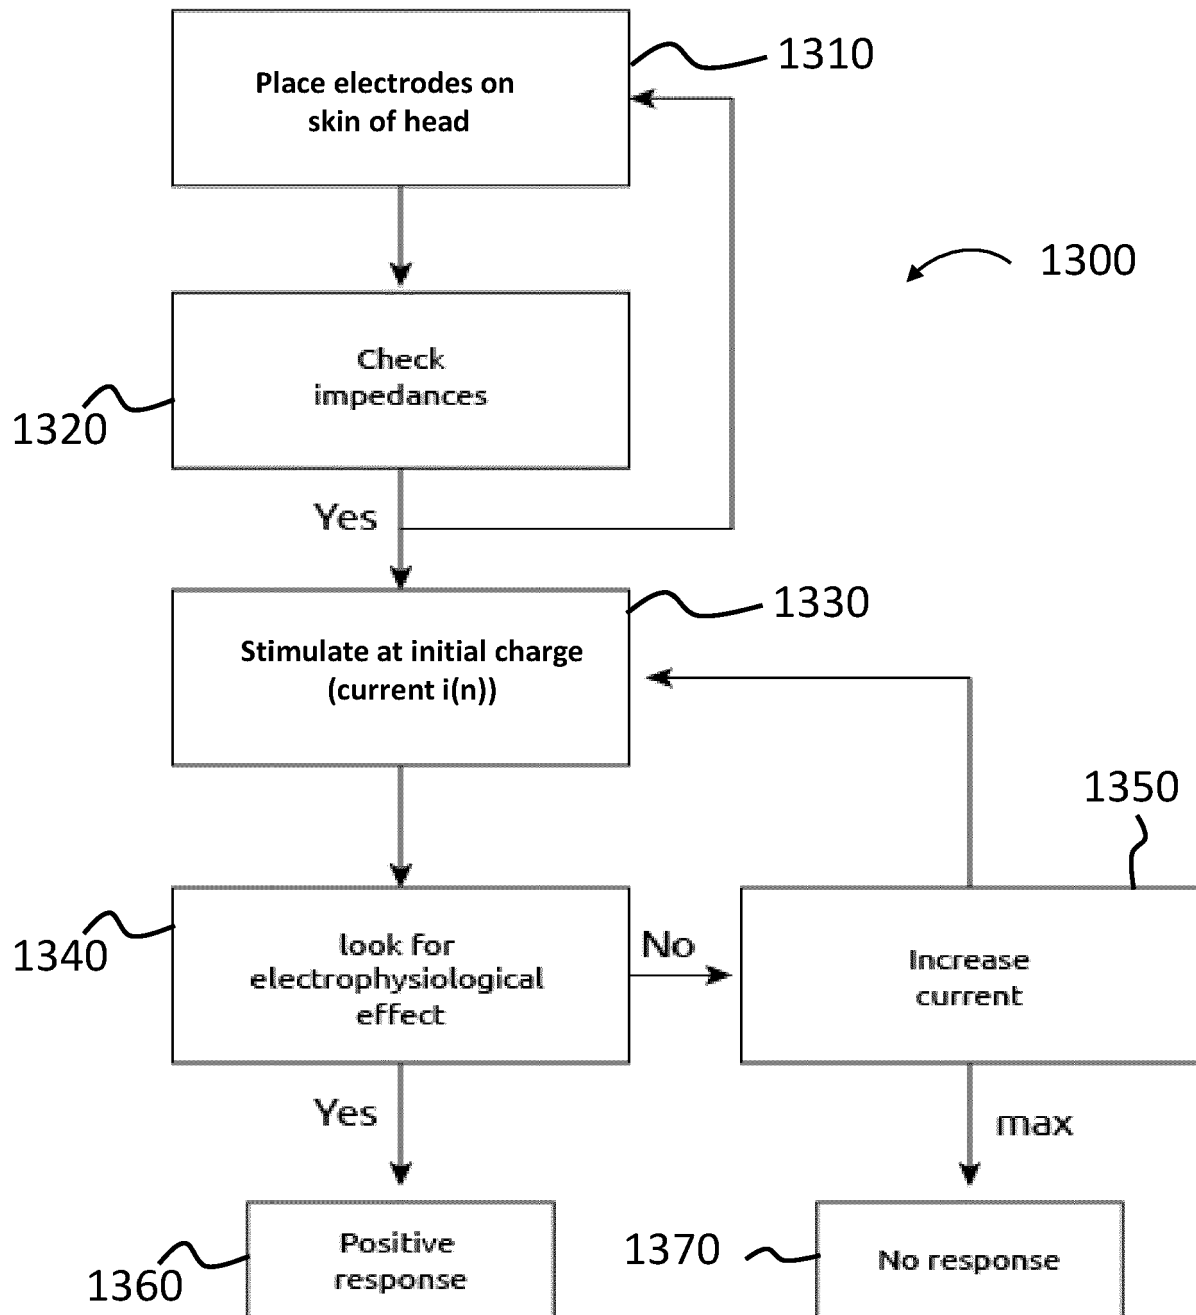 Place electrodes on
skin of head
1310
1300
Check
impedances
1320
Yes
Stimulate at initial charge
(current i(n))
1330
1350
look for
electrophysiological
effect
1340
No
Increase
current
Yes
max
Positive
response
1360
No response
1370